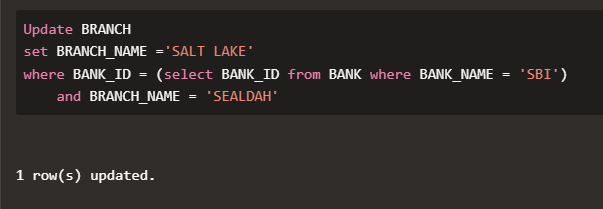 Update BRANCH
set BRANCH_NAME ='SALT LAKE'
where BANK_ID = (select BANK_ID from BANK where BANK_NAME = 'SBI')
    and BRANCH_NAME = 'SEALDAH'
1 row(s) updated.